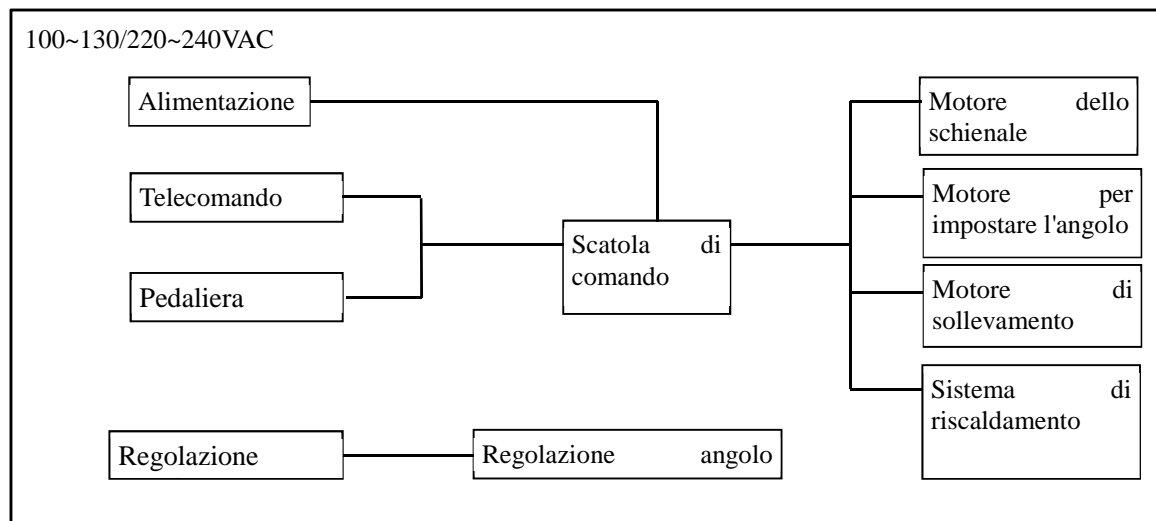 100~130/220~240VAC
Alimentazione
Telecomando
Pedaliera
Scatola di
comando
Motore dello
schienale
Motore per
impostare l'angolo
Motore di
sollevamento
Sistema di
riscaldamento
Regolazione
Regolazione angolo